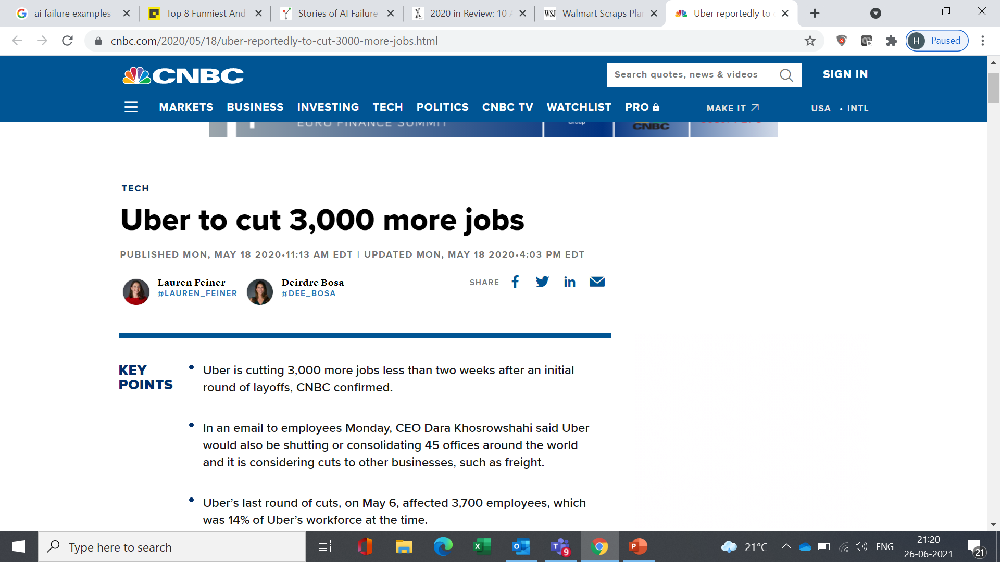 ai failure examples
Top 8 Funniest And
Stories of AI Failure
2020 in Review: 10
WSJ
Walmart Scraps Plan
Uber reportedly to
cnbc.com/2020/05/18/uber-reportedly-to-cut-3000-more-jobs.html
H
Paused
CNBC
Search quotes, news & videos
SIGN IN
MARKETS
BUSINESS
INVESTING
TECH
POLITICS
CNBC TV
WATCHLIST
PRO
MAKE IT
USA
• INTL
EURO FINANCE SUMMIT
Group
CNBC
TECH
Uber to cut 3,000 more jobs
PUBLISHED MON, MAY 18 2020•11:13 AM EDT | UPDATED MON, MAY 18 2020•4:03 PM EDT
Lauren Feiner
@LAUREN_FEINER
Deirdre Bosa
@DEE_BOSA
SHARE
KEY
POINTS
• Uber is cutting 3,000 more jobs less than two weeks after an initial
round of layoffs, CNBC confirmed.
• In an email to employees Monday, CEO Dara Khosrowshahi said Uber
would also be shutting or consolidating 45 offices around the world
and it is considering cuts to other businesses, such as freight.
• Uber’s last round of cuts, on May 6, affected 3,700 employees, which
was 14% of Uber’s workforce at the time.
Type here to search
9
21°C
ENG
21:20
26-06-2021
21